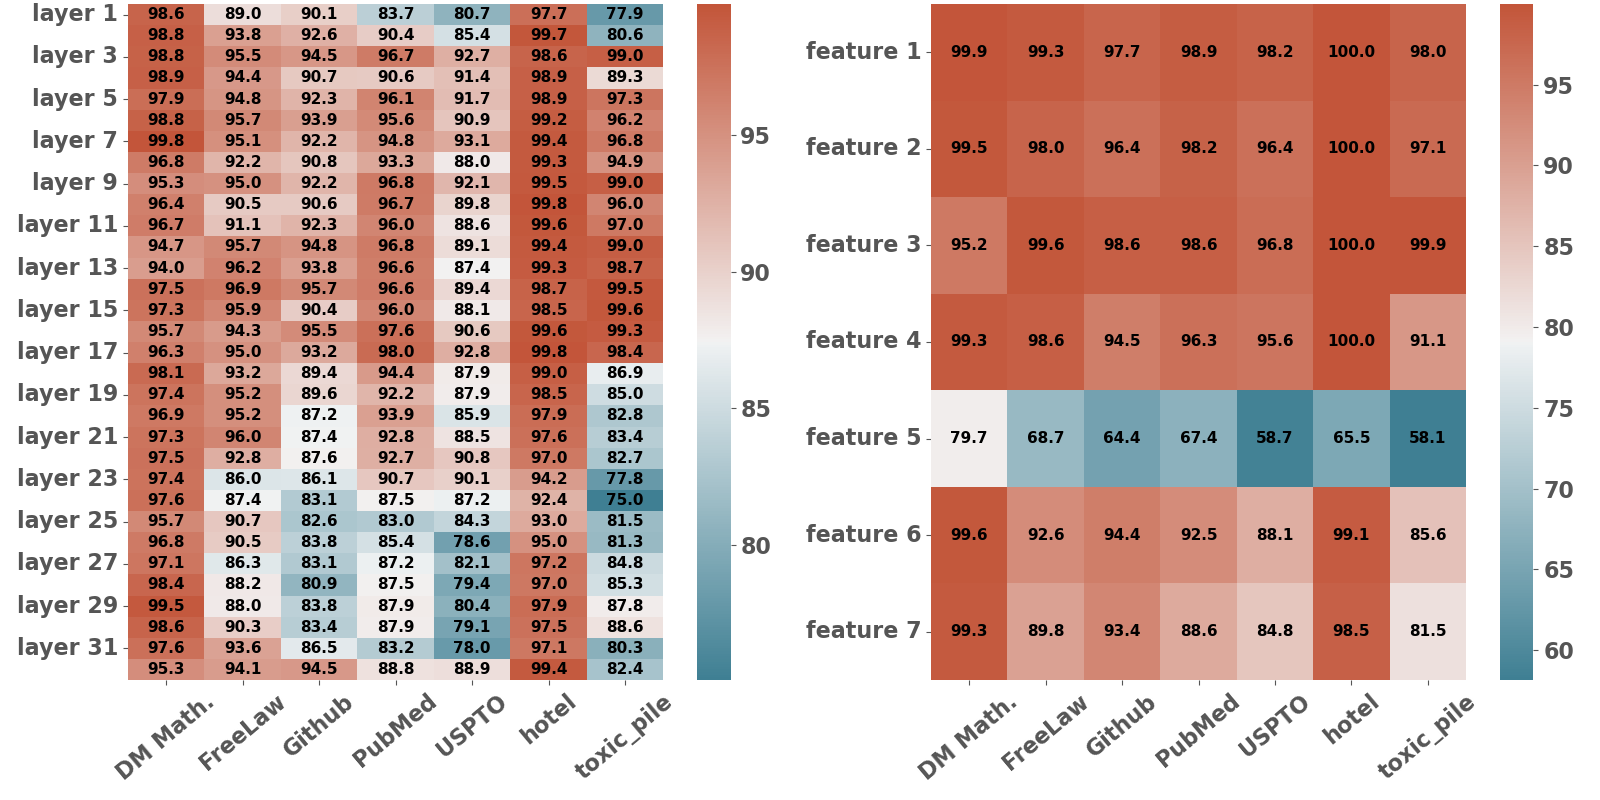 layer 1 98.6 89.0 90.1 83.7 80.7 97.7 77.9
98.8 93.8 92.6 90.4 85.4 99.7 80.6
layer 3 98.8 95.5 94.5 96.7 92.7 98.6 99.0
98.9 94.4 90.7 90.6 91.4 98.9 89.3
layer 5 97.9 94.8 92.3 96.1 91.7 98.9 97.3
98.8 95.7 93.9 95.6 90.9 99.2 96.2
layer 7 99.8 95.1 92.2 94.8 93.1 99.4 96.8
96.8 92.2 90.8 93.3 88.0 99.3 94.9
layer 9 95.3 95.0 92.2 96.8 92.1 99.5 99.0
96.4 90.5 90.6 96.7 89.8 99.8 96.0
layer 11 96.7 91.1 92.3 96.0 88.6 99.6 97.0
94.7 95.7 94.8 96.8 89.1 99.4 99.0
layer 13 94.0 96.2 93.8 96.6 87.4 99.3 98.7
97.5 96.9 95.7 96.6 89.4 98.7 99.5
layer 15 97.3 95.9 90.4 96.0 88.1 98.5 99.6
95.7 94.3 95.5 97.6 90.6 99.6 99.3
layer 17 96.3 95.0 93.2 98.0 92.8 99.8 98.4
98.1 93.2 89.4 94.4 87.9 99.0 86.9
layer 19 97.4 95.2 89.6 92.2 87.9 98.5 85.0
96.9 95.2 87.2 93.9 85.9 97.9 82.8
layer 21 97.3 96.0 87.4 92.8 88.5 97.6 83.4
97.5 92.8 87.6 92.7 90.8 97.0 82.7
layer 23 97.4 86.0 86.1 90.7 90.1 94.2 77.8
97.6 87.4 83.1 87.5 87.2 92.4 75.0
layer 25 95.7 90.7 82.6 83.0 84.3 93.0 81.5
96.8 90.5 83.8 85.4 78.6 95.0 81.3
layer 27 97.1 86.3 83.1 87.2 82.1 97.2 84.8
98.4 88.2 80.9 87.5 79.4 97.0 85.3
layer 29 99.5 88.0 83.8 87.9 80.4 97.9 87.8
98.6 90.3 83.4 87.9 79.1 97.5 88.6
layer 31 97.6 93.6 86.5 83.2 78.0 97.1 80.3
95.3 94.1 94.5 88.8 88.9 99.4 82.4
DM Math. FreeLaw Github PubMed USPTO hotel toxic_pile
95
90
85
80
feature 1 99.9 99.3 97.7 98.9 98.2 100.0 98.0
feature 2 99.5 98.0 96.4 98.2 96.4 100.0 97.1
feature 3 95.2 99.6 98.6 98.6 96.8 100.0 99.9
feature 4 99.3 98.6 94.5 96.3 95.6 100.0 91.1
feature 5 79.7 68.7 64.4 67.4 58.7 65.5 58.1
feature 6 99.6 92.6 94.4 92.5 88.1 99.1 85.6
feature 7 99.3 89.8 93.4 88.6 84.8 98.5 81.5
DM Math. FreeLaw Github PubMed USPTO hotel toxic_pile
95
90
85
80
75
70
65
60